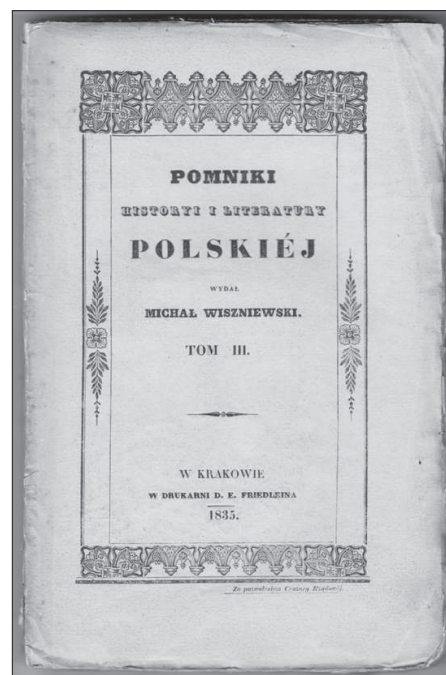 POMNIKI
HISTORYI I LITERATURY
POLSKIÉJ
WYDAŁ
MICHAŁ WISZNIEWSKI.
TOM III.
W KRAKOWIE
W DRUKARNI D. E. FRIEDLEINA
1835.
Za pozwoleniem Cenzury Rządowéj.